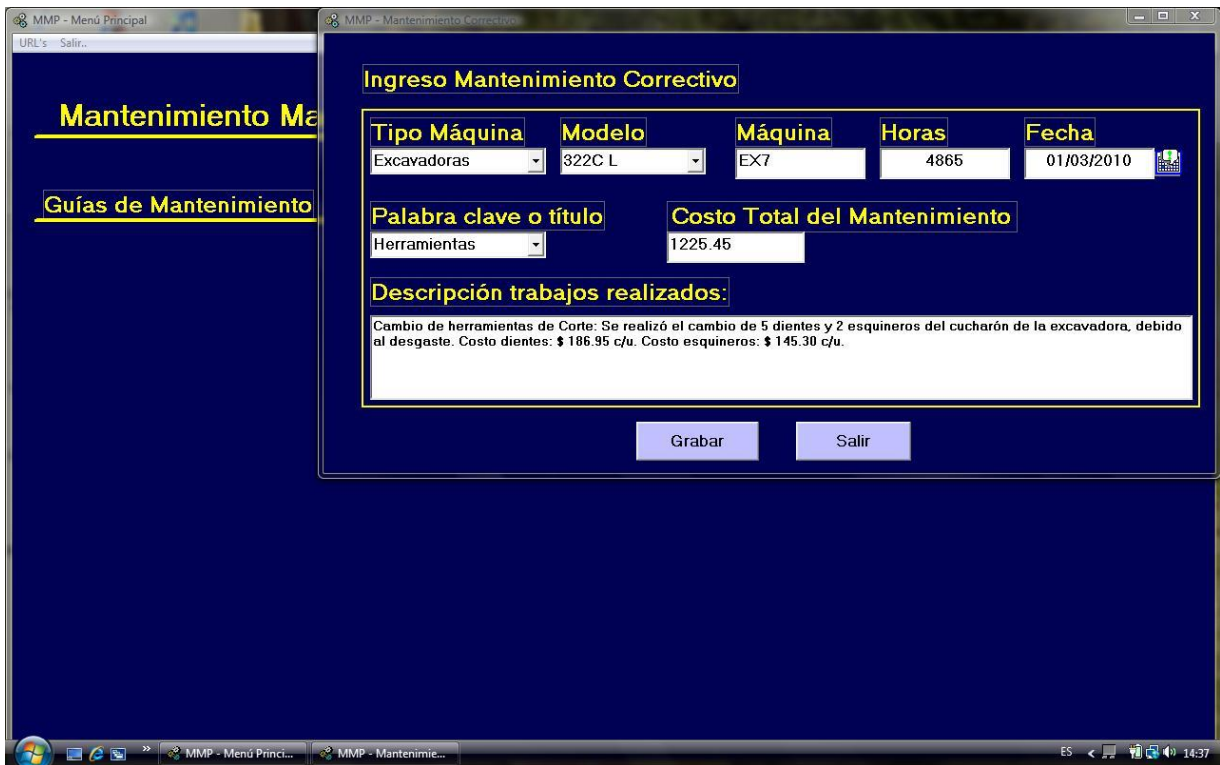 MMP - Menú Principal
MMP - Mantenimiento Correctivo
URL's Salir..
Ingreso Mantenimiento Correctivo
Mantenimiento Ma
Tipo Máquina Modelo Máquina Horas Fecha
Excavadoras 322C L EX7 4865 01/03/2010
Guías de Mantenimiento
Palabra clave o título Costo Total del Mantenimiento
Herramientas 1225.45
Descripción trabajos realizados:
Cambio de herramientas de Corte: Se realizó el cambio de 5 dientes y 2 esquineros del cucharón de la excavadora, debido
al desgaste. Costo dientes: $ 186.95 c/u. Costo esquineros: $ 145.30 c/u.
Grabar Salir
» MMP - Menú Princi... MMP - Mantenimie... ES 14:37